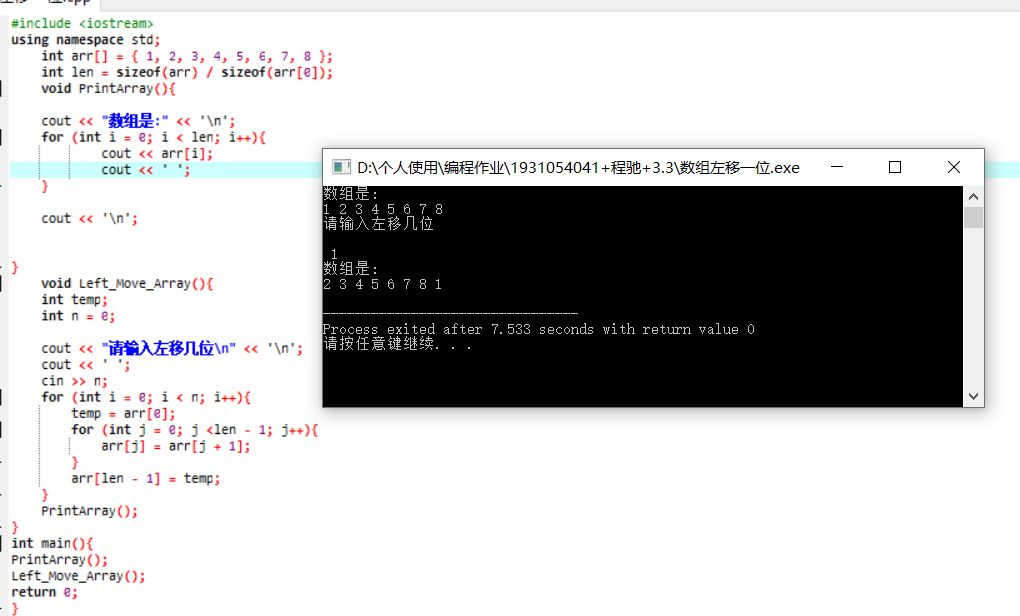 #include <iostream>
using namespace std;
int arr[] = { 1, 2, 3, 4, 5, 6, 7, 8 };
int len = sizeof(arr) / sizeof(arr[0]);
void PrintArray(){
cout << "数组是:" << '\n';
for (int i = 0; i < len; i++){
cout << arr[i];
cout << ' ';
}
cout << '\n';
}
void Left_Move_Array(){
int temp;
int n = 0;
cout << "请输入左移几位\n" << '\n';
cout << ' ';
cin >> n;
for (int i = 0; i < n; i++){
temp = arr[0];
for (int j = 0; j <len - 1; j++){
arr[j] = arr[j + 1];
}
arr[len - 1] = temp;
}
PrintArray();
}
int main(){
PrintArray();
Left_Move_Array();
return 0;
}
D:\个人使用\编程作业\1931054041+程驰+3.3\数组左移一位.exe
数组是:
1 2 3 4 5 6 7 8
请输入左移几位
1
数组是:
2 3 4 5 6 7 8 1
--------------------------------
Process exited after 7.533 seconds with return value 0
请按任意键继续. . .